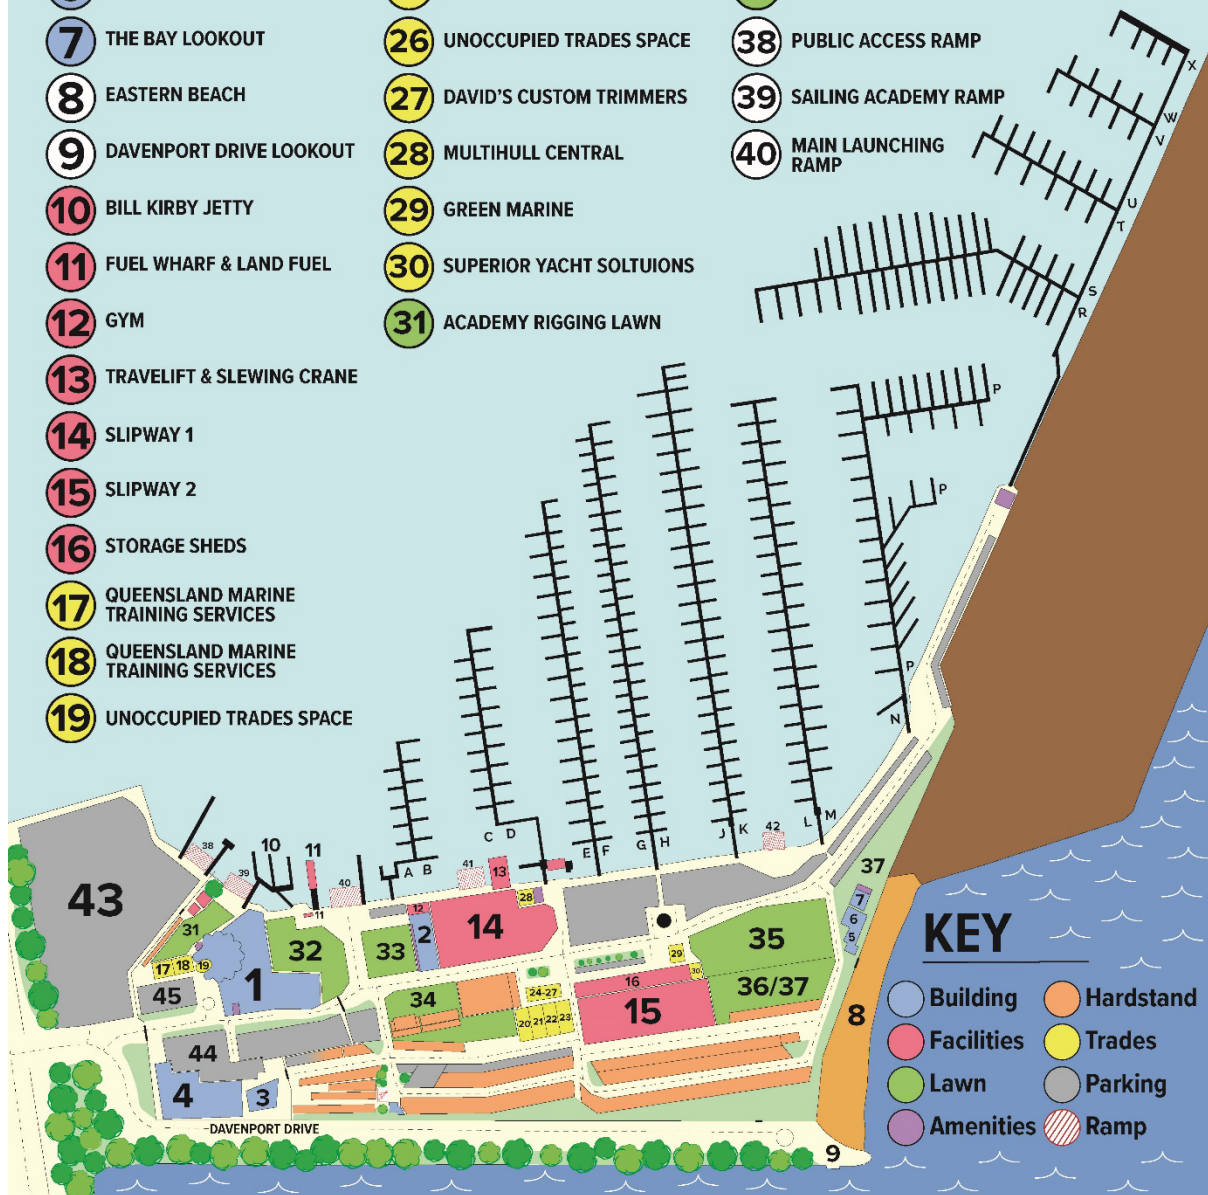 7 THE BAY LOOKOUT
8 EASTERN BEACH
9 DAVENPORT DRIVE LOOKOUT
10 BILL KIRBY JETTY
11 FUEL WHARF & LAND FUEL
12 GYM
13 TRAVELIFT & SLEWING CRANE
14 SLIPWAY 1
15 SLIPWAY 2
16 STORAGE SHEDS
17 QUEENSLAND MARINE
TRAINING SERVICES
18 QUEENSLAND MARINE
TRAINING SERVICES
19 UNOCCUPIED TRADES SPACE
26 UNOCCUPIED TRADES SPACE
27 DAVID'S CUSTOM TRIMMERS
28 MULTIHULL CENTRAL
29 GREEN MARINE
30 SUPERIOR YACHT SOLTUIONS
31 ACADEMY RIGGING LAWN
38 PUBLIC ACCESS RAMP
39 SAILING ACADEMY RAMP
40 MAIN LAUNCHING
RAMP
X
W
V
U
T
S
R
P
P
P
N
M
L
K
J
H
G
F
E
D
C
B
A
38
39
10
11
11
40
41
13
42
12
28
43
31
17 18 19
45
1
32
33
2
14
34
24-27
20 21 22 23
29
30
16
15
35
36/37
37
7
6
5
8
44
4
3
DAVENPORT DRIVE
9
KEY
Building
Hardstand
Facilities
Trades
Lawn
Parking
Amenities
Ramp